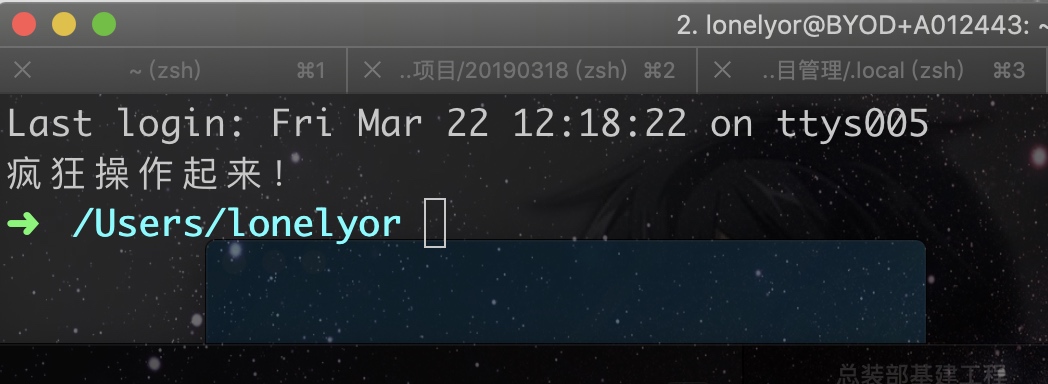 2. lonelyor@BYOD+A012443: ~
~ (zsh) ⌘1 ..项目/20190318 (zsh) ⌘2 ..目管理/.local (zsh) ⌘3
Last login: Fri Mar 22 12:18:22 on ttys005
疯狂操作起来!
➜ /Users/lonelyor
总装部基建工程